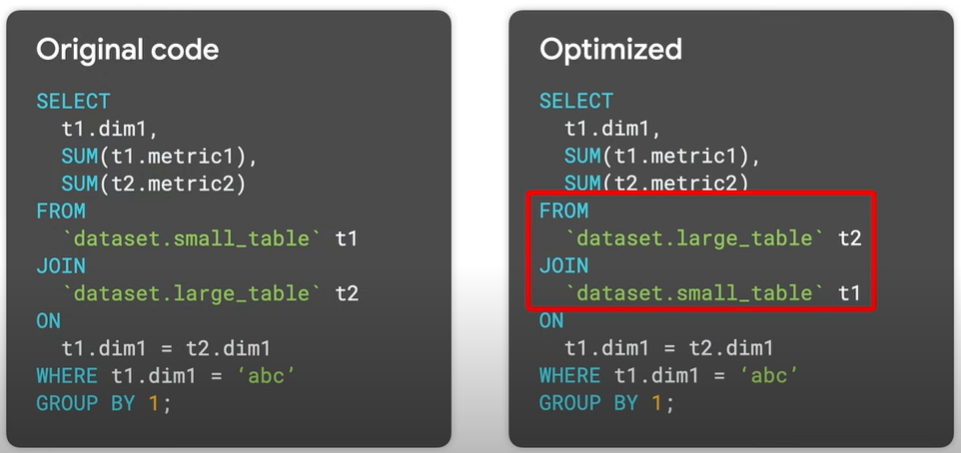 Original code
SELECT
t1.dim1,
SUM(t1.metric1),
SUM(t2.metric2)
FROM
`dataset.small_table` t1
JOIN
`dataset.large_table` t2
ON
t1.dim1 = t2.dim1
WHERE t1.dim1 = ‘abc’
GROUP BY 1;
Optimized
SELECT
t1.dim1,
SUM(t1.metric1),
SUM(t2.metric2)
FROM
`dataset.large_table` t2
JOIN
`dataset.small_table` t1
ON
t1.dim1 = t2.dim1
WHERE t1.dim1 = ‘abc’
GROUP BY 1;